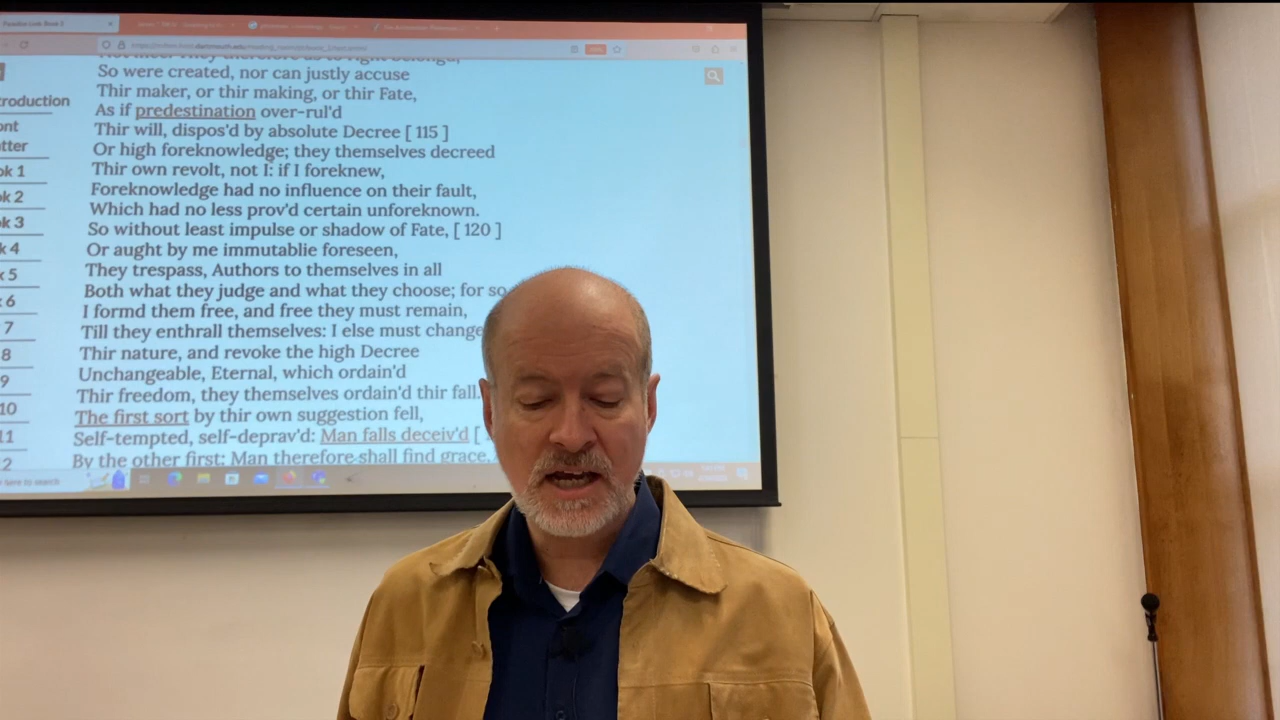 Paradise Lost: Book 3
So were created, nor can justly accuse
troduction
Thir maker, or thir making, or thir Fate,
As if predestination over-rul'd
ont
tter
Thir will, dispos'd by absolute Decree [ 115 ]
Or high foreknowledge; they themselves decreed
ok 1
Thir own revolt, not I: if I foreknew,
Foreknowledge had no influence on their fault,
ok 2
Which had no less prov'd certain unforeknown.
ok 3
So without least impulse or shadow of Fate, [ 120 ]
k 4
Or aught by me immutablie foreseen,
k 5
They trespass, Authors to themselves in all
Both what they judge and what they choose; for so
6
I formd them free, and free they must remain,
7
Till they enthrall themselves: I else must change
8
Thir nature, and revoke the high Decree
9
Unchangeable, Eternal, which ordain'd
10
Thir freedom, they themselves ordain'd thir fall.
11
The first sort by thir own suggestion fell,
Self-tempted, self-deprav'd: Man falls deceiv'd [
2
By the other first: Man therefore shall find grace,
here to search